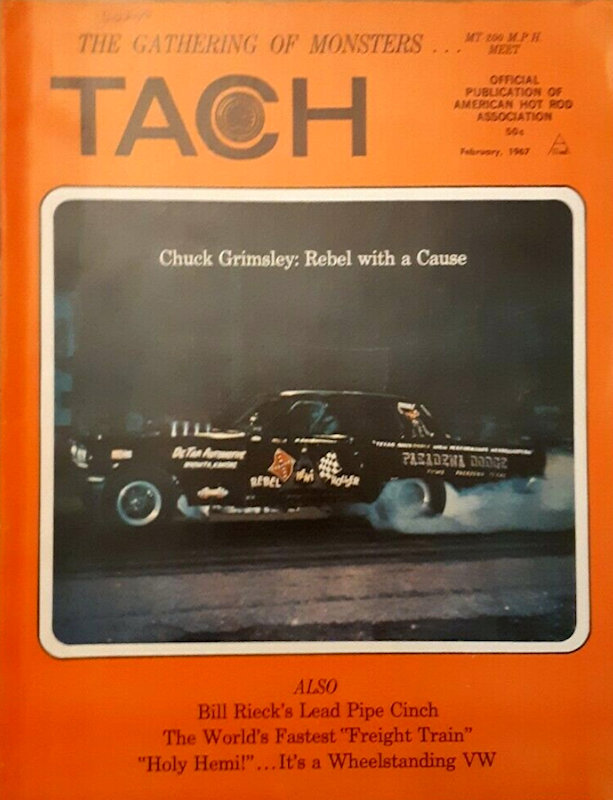 THE GATHERING OF MONSTERS ...
MT 200 M.P.H.
MEET
TACH
OFFICIAL
PUBLICATION OF
AMERICAN HOT ROD
ASSOCIATION
50c
February, 1967
Chuck Grimsley: Rebel with a Cause
REBEL
ROUSER
PASADENA DODGE
ALSO
Bill Rieck's Lead Pipe Cinch
The World's Fastest "Freight Train"
"Holy Hemi!"...It's a Wheelstanding VW